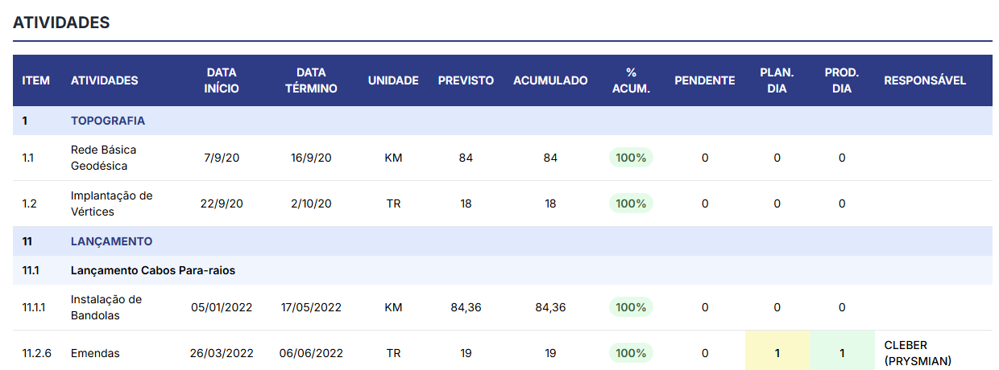 ATIVIDADES
ITEM ATIVIDADES DATA INÍCIO DATA TÉRMINO UNIDADE PREVISTO ACUMULADO % ACUM. PENDENTE PLAN. DIA PROD. DIA RESPONSÁVEL
1 TOPOGRAFIA
1.1 Rede Básica Geodésica 7/9/20 16/9/20 KM 84 84 100% 0 0 0
1.2 Implantação de Vértices 22/9/20 2/10/20 TR 18 18 100% 0 0 0
11 LANÇAMENTO
11.1 Lançamento Cabos Para-raios
11.1.1 Instalação de Bandolas 05/01/2022 17/05/2022 KM 84,36 84,36 100% 0 0 0
11.2.6 Emendas 26/03/2022 06/06/2022 TR 19 19 100% 0 1 1 CLEBER (PRYSMIAN)